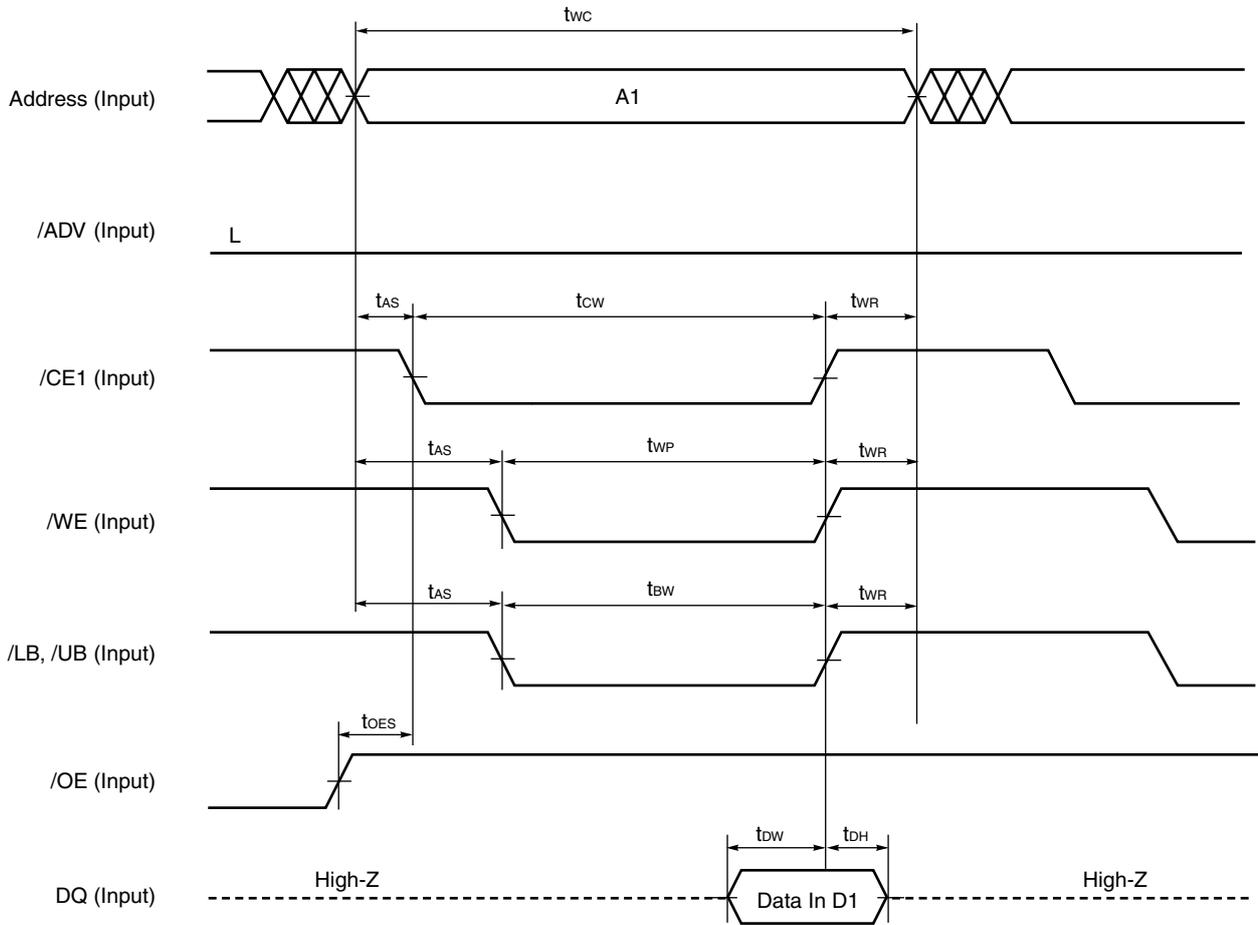 tWC
Address (Input)
A1
/ADV (Input)
L
tAS
tCW
tWR
/CE1 (Input)
tAS
tWP
tWR
/WE (Input)
tAS
tBW
tWR
/LB, /UB (Input)
tOES
/OE (Input)
tDW
tDH
DQ (Input)
High-Z
Data In D1
High-Z